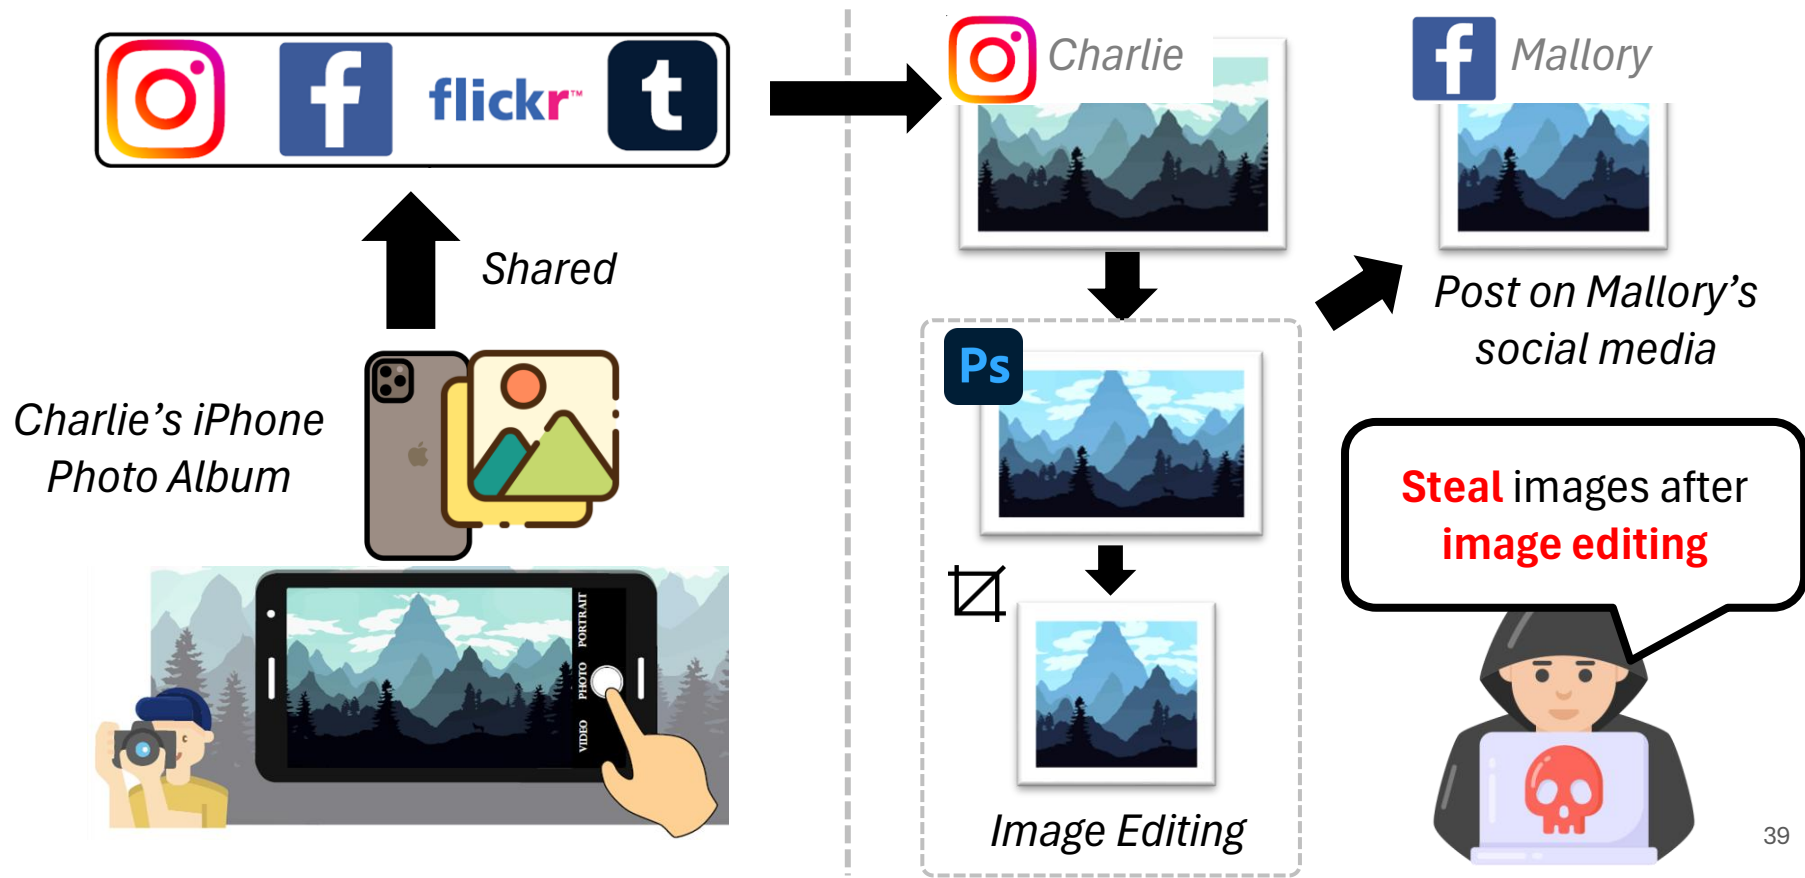 flickr™
t
Shared
Charlie’s iPhone
Photo Album
PORTRAIT
PHOTO
VIDEO
Charlie
Mallory
Ps
Image Editing
Post on Mallory’s
social media
Steal images after
image editing
39